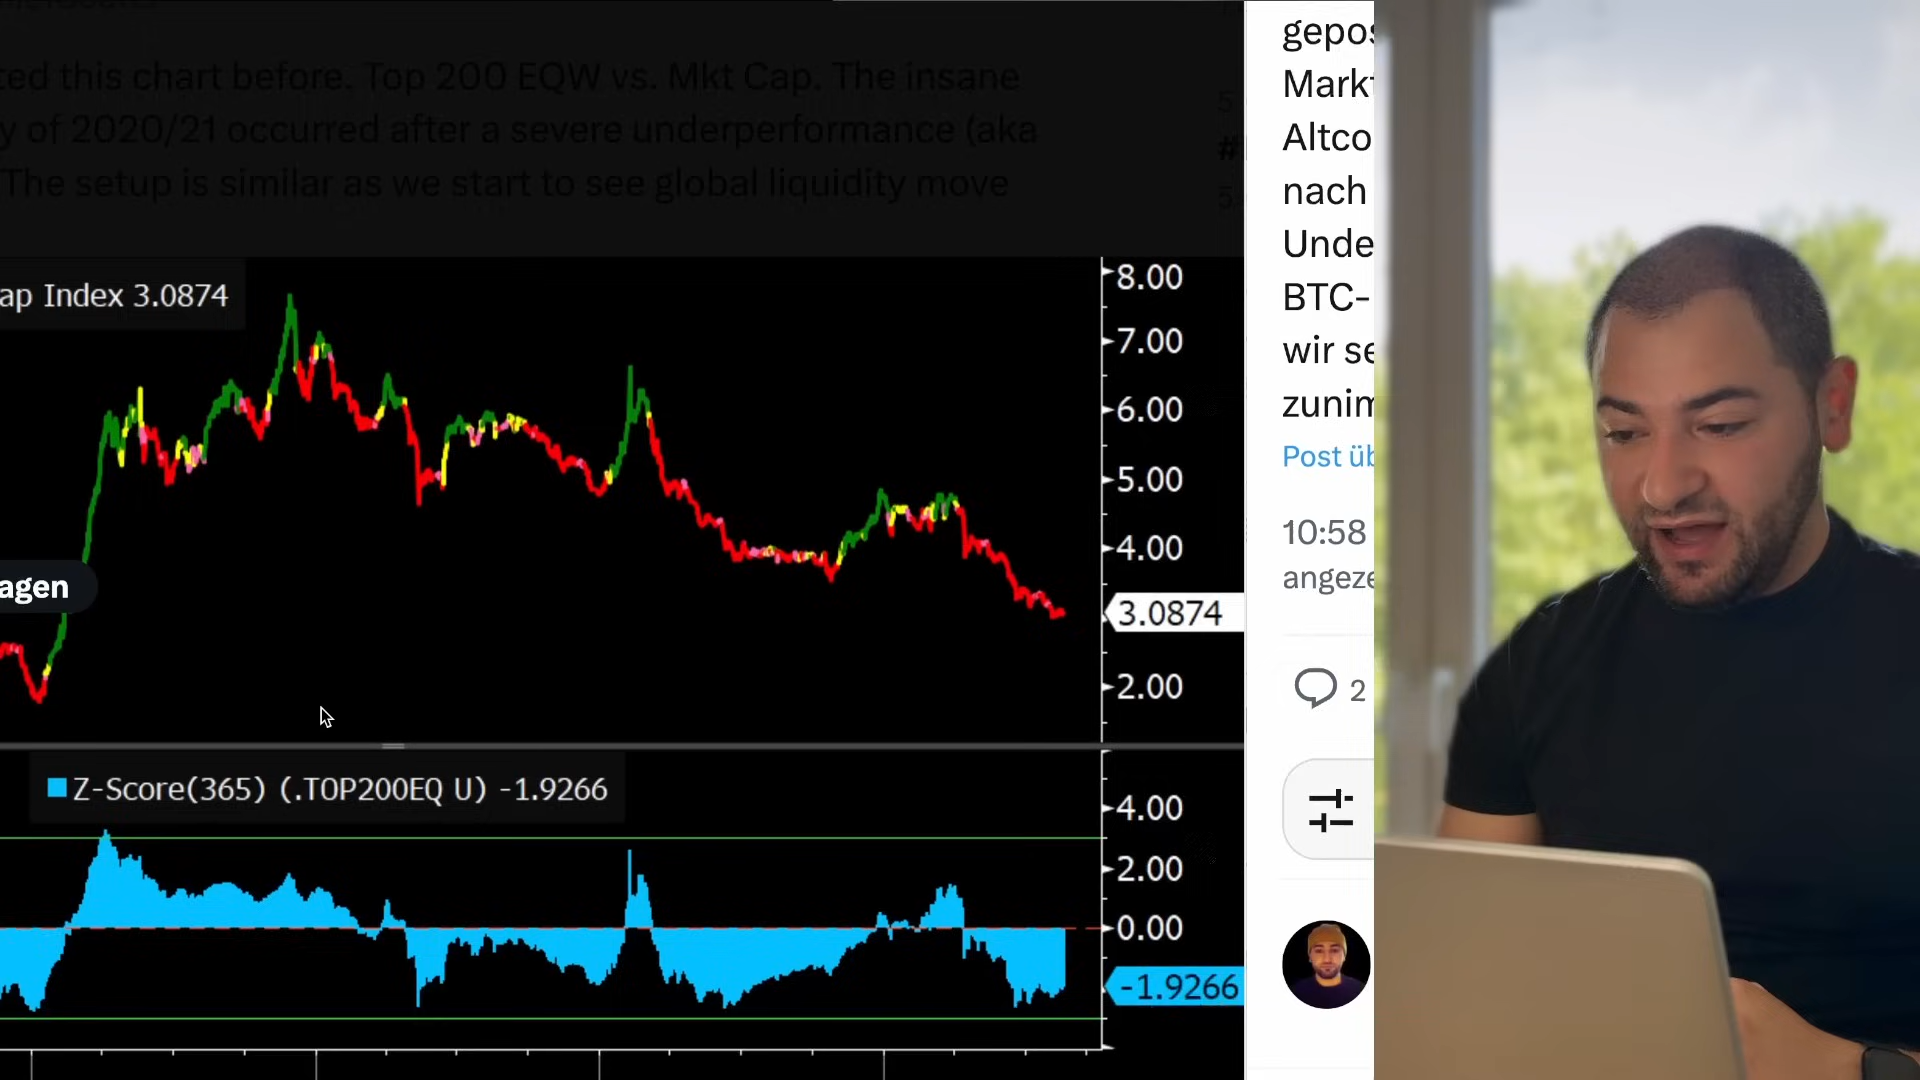 ted this chart before. Top 200 EQW vs. Mkt Cap. The insane
y of 2020/21 occurred after a severe underperformance (aka
The setup is similar as we start to see global liquidity move
ap Index 3.0874
8.00
7.00
6.00
5.00
4.00
3.0874
2.00
agen
Z-Score(365) (.TOP200EQ U) -1.9266
4.00
2.00
0.00
-1.9266
#
gepos
Markt
Altco
nach
Unde
BTC-
wir se
zunim
Post üb
10:58
angeze
2